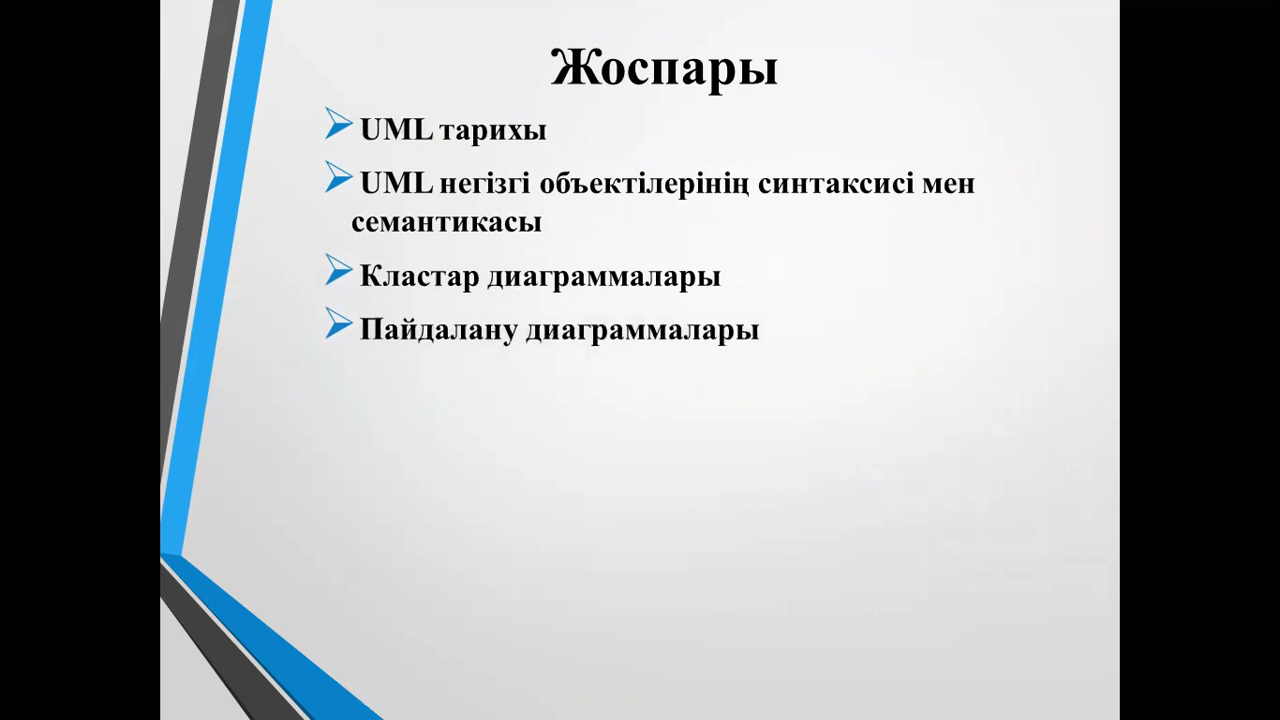 Жоспары
UML тарихы
UML негізгі объектілерінің синтаксисі мен
семантикасы
Кластар диаграммалары
Пайдалану диаграммалары